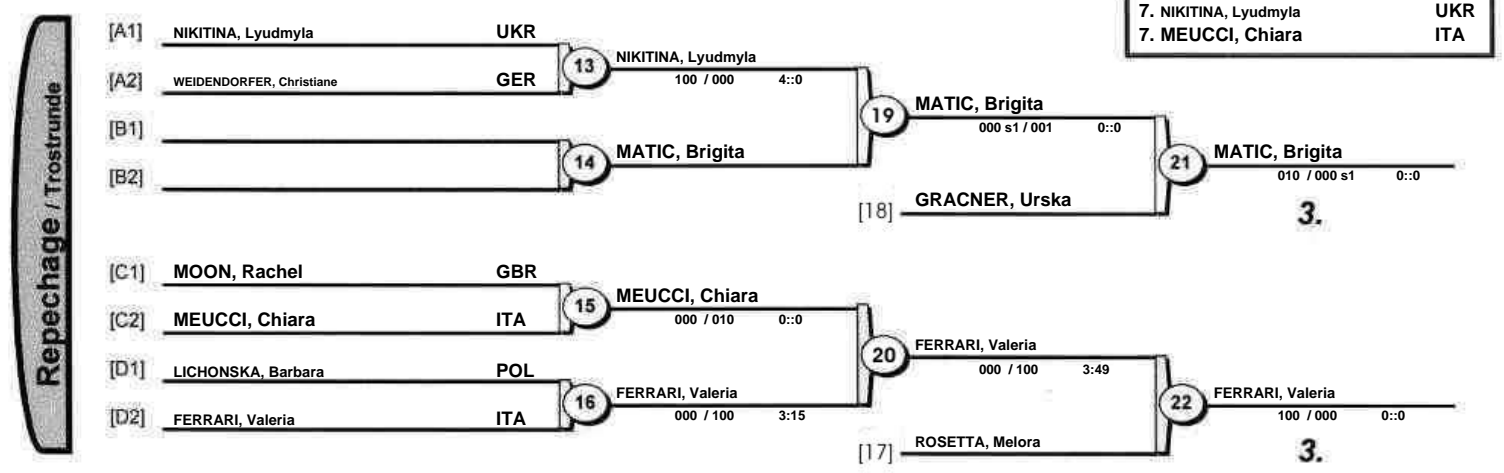 7. NIKITINA, Lyudmyla UKR
7. MEUCCI, Chiara ITA
Repechage / Trostrunde
[A1] NIKITINA, Lyudmyla UKR
13 NIKITINA, Lyudmyla
100 / 000 4::0
[A2] WEIDENDORFER, Christiane GER
19 MATIC, Brigita
000 s1 / 001 0::0
[B1]
14 MATIC, Brigita
[B2]
21 MATIC, Brigita
010 / 000 s1 0::0
[18] GRACNER, Urska
3.
[C1] MOON, Rachel GBR
15 MEUCCI, Chiara
000 / 010 0::0
[C2] MEUCCI, Chiara ITA
20 FERRARI, Valeria
000 / 100 3:49
[D1] LICHONSKA, Barbara POL
16 FERRARI, Valeria
000 / 100 3:15
[D2] FERRARI, Valeria ITA
22 FERRARI, Valeria
100 / 000 0::0
[17] ROSETTA, Melora
3.